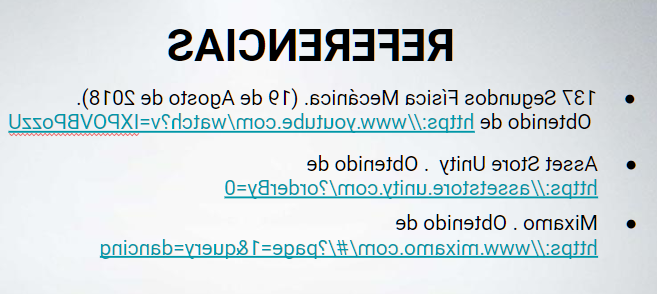 REFERENCIAS
● 137 Segundos Física Mecánica. (19 de Agosto de 2018).
Obtenido de https://www.youtube.com/watch?v=IXPOVBPozzU
● Asset Store Unity . Obtenido de
https://assetstore.unity.com/?orderBy=0
● Mixamo . Obtenido de
https://www.mixamo.com/#/?page=1&query=dancing